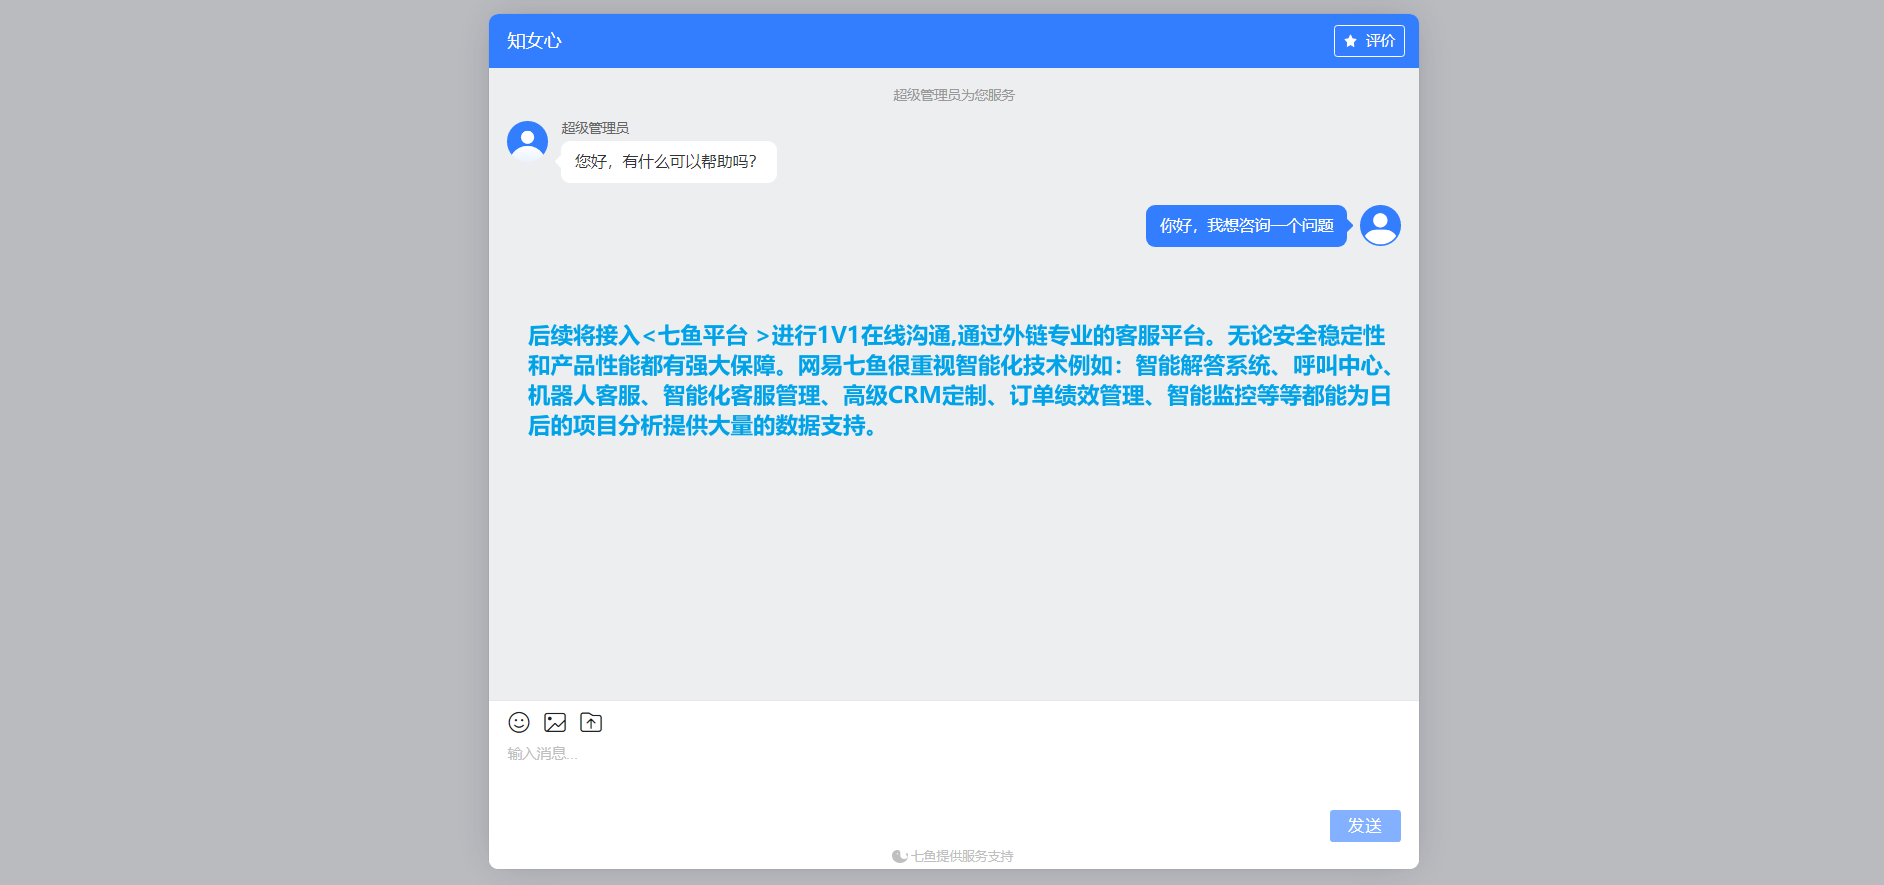 知女心
评价
超级管理员为您服务
超级管理员
您好，有什么可以帮助吗？
你好，我想咨询一个问题
后续将接入<七鱼平台 >进行1V1在线沟通,通过外链专业的客服平台。无论安全稳定性
和产品性能都有强大保障。网易七鱼很重视智能化技术例如：智能解答系统、呼叫中心、
机器人客服、智能化客服管理、高级CRM定制、订单绩效管理、智能监控等等都能为日
后的项目分析提供大量的数据支持。
输入消息...
发送
七鱼提供服务支持